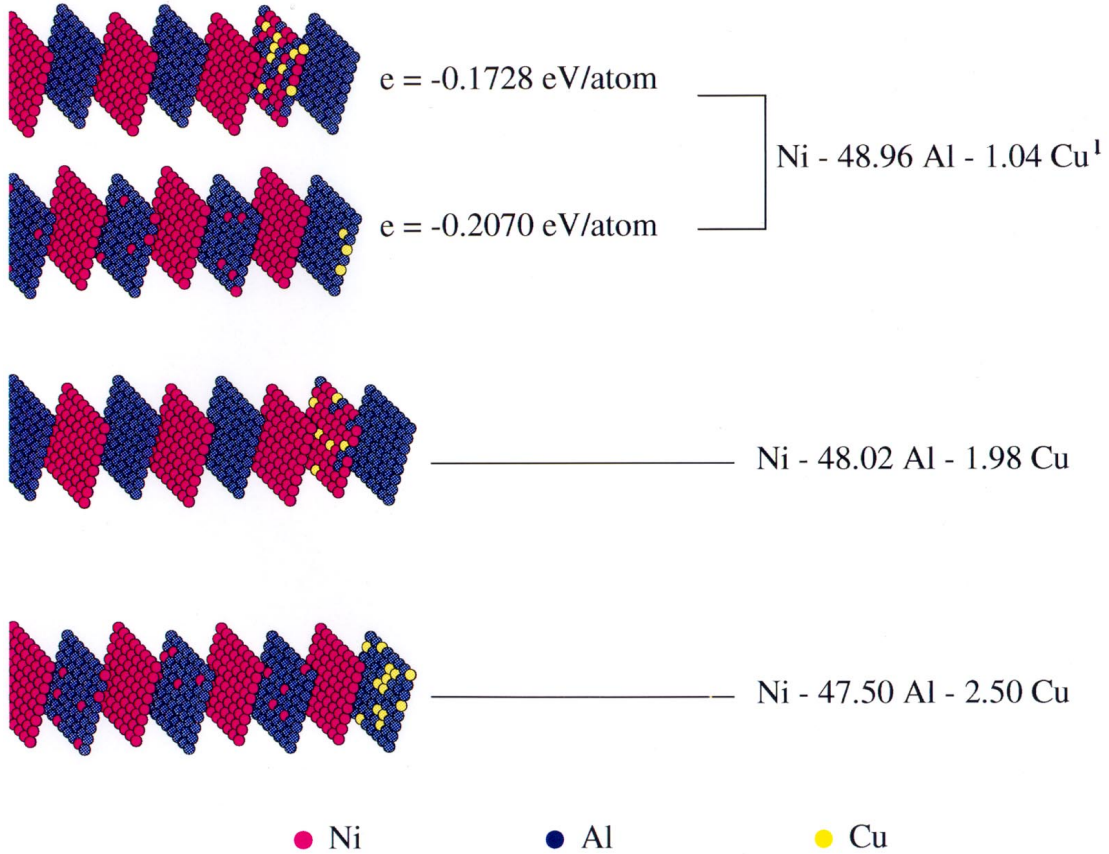 e = -0.1728 eV/atom
Ni - 48.96 Al - 1.04 Cu¹
e = -0.2070 eV/atom
Ni - 48.02 Al - 1.98 Cu
Ni - 47.50 Al - 2.50 Cu
Ni Al Cu